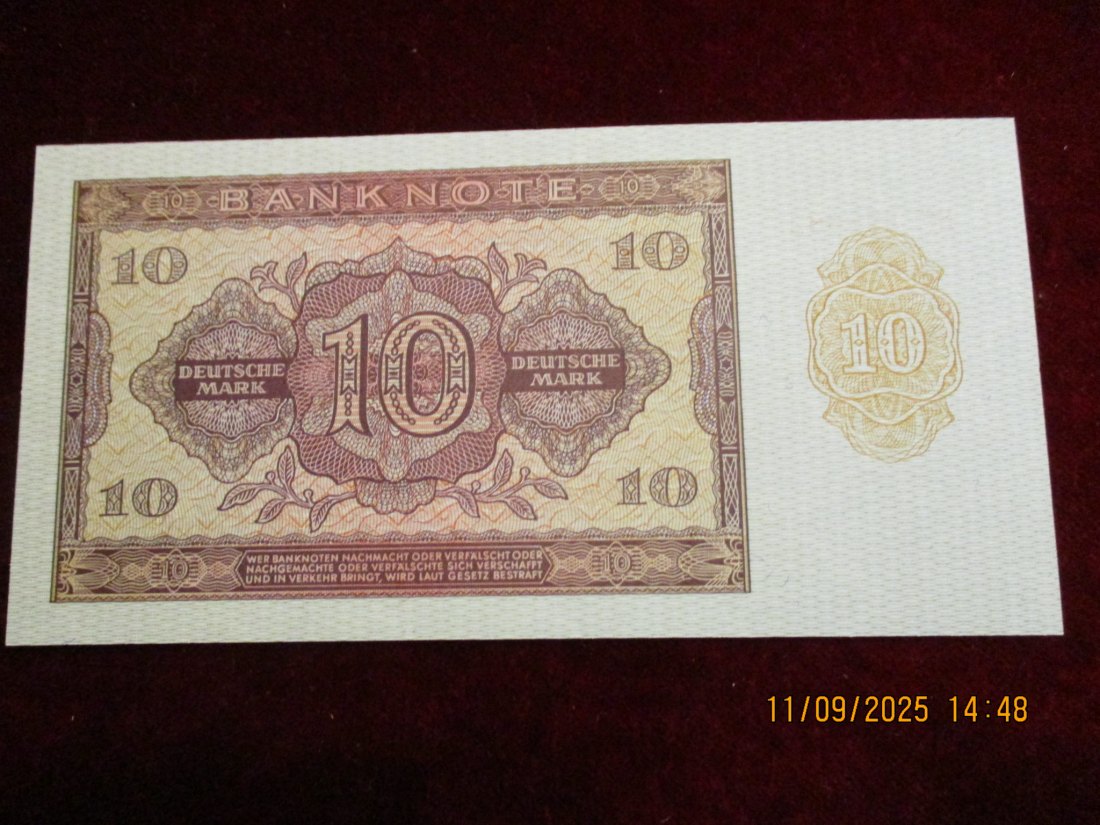 10 BANKNOTE 10
10 10
10
10
DEUTSCHE
MARK
DEUTSCHE
MARK
10 10
WER BANKNOTEN NACHMACHT ODER VERFÄLSCHT ODER
NACHGEMACHTE ODER VERFÄLSCHTE SICH VERSCHAFFT
UND IN VERKEHR BRINGT, WIRD LAUT GESETZ BESTRAFT
10 10
11/09/2025 14:48